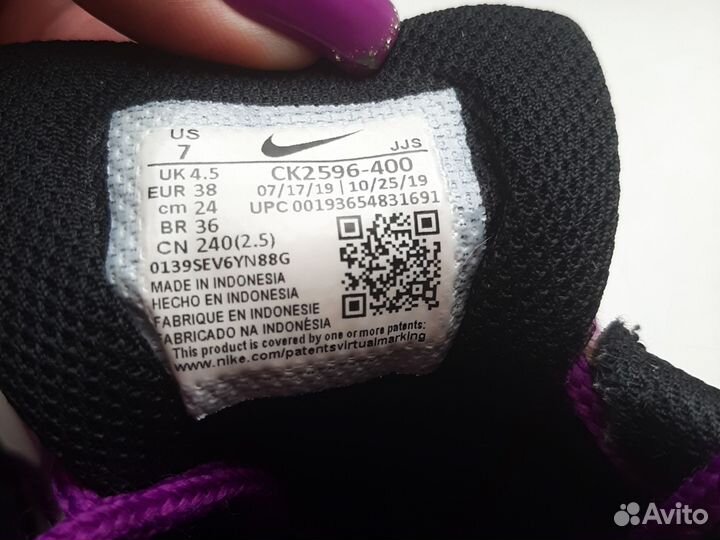 US
7
JJS
UK 4.5
EUR 38
cm 24
BR 36
CN 240(2.5)
CK2596-400
07/17/19 | 10/25/19
UPC 00193654831691
0139SEV6YN88G
MADE IN INDONESIA
HECHO EN INDONESIA
FABRIQUE EN INDONESIE
FABRICADO NA INDONÉSIA
This product is covered by one or more patents:
www.nike.com/patentsvirtualmarking
Avito